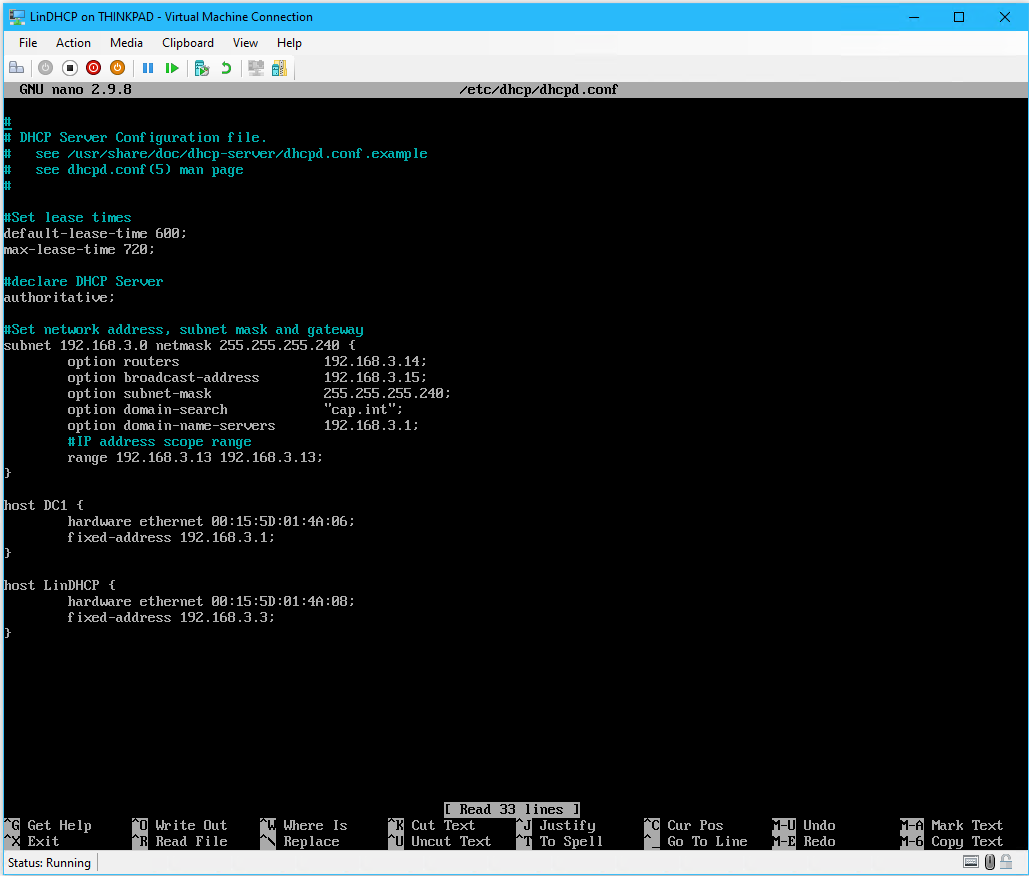 LinDHCP on THINKPAD - Virtual Machine Connection
File Action Media Clipboard View Help
GNU nano 2.9.8 /etc/dhcp/dhcpd.conf
#
# DHCP Server Configuration file.
#   see /usr/share/doc/dhcp-server/dhcpd.conf.example
#   see dhcpd.conf(5) man page
#
#Set lease times
default-lease-time 600;
max-lease-time 720;
#declare DHCP Server
authoritative;
#Set network address, subnet mask and gateway
subnet 192.168.3.0 netmask 255.255.255.240 {
        option routers                  192.168.3.14;
        option broadcast-address        192.168.3.15;
        option subnet-mask              255.255.255.240;
        option domain-search            "cap.int";
        option domain-name-servers      192.168.3.1;
        #IP address scope range
        range 192.168.3.13 192.168.3.13;
}
host DC1 {
        hardware ethernet 00:15:5D:01:4A:06;
        fixed-address 192.168.3.1;
}
host LinDHCP {
        hardware ethernet 00:15:5D:01:4A:08;
        fixed-address 192.168.3.3;
}
[ Read 33 lines ]
^G Get Help ^O Write Out ^W Where Is ^K Cut Text ^J Justify ^C Cur Pos M-U Undo M-A Mark Text
^X Exit ^R Read File ^\ Replace ^U Uncut Text ^T To Spell ^_ Go To Line M-E Redo M-6 Copy Text
Status: Running